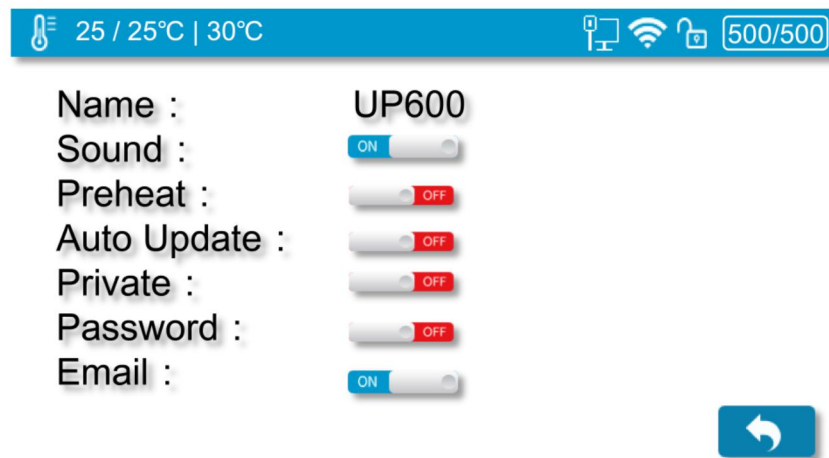 25 / 25℃ | 30℃ 500/500
Name : UP600
Sound : ON
Preheat : OFF
Auto Update : OFF
Private : OFF
Password : OFF
Email : ON